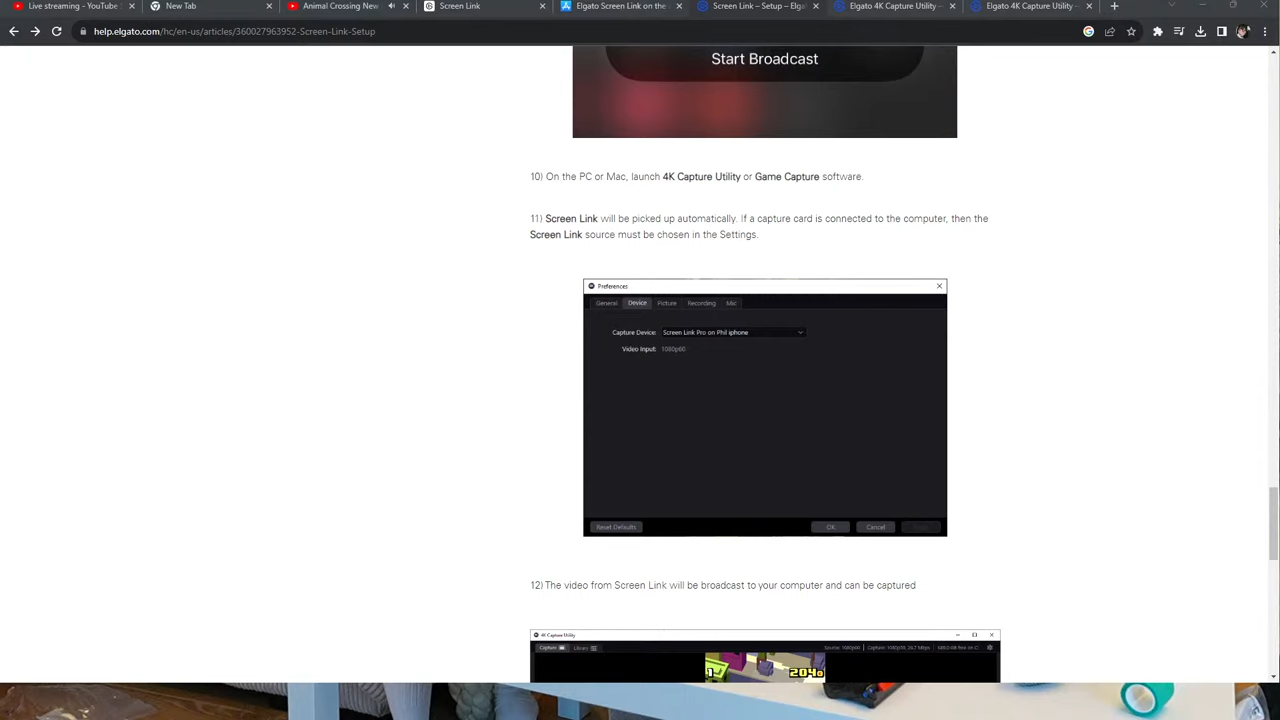 Live streaming - YouTube S
New Tab
Animal Crossing New
Screen Link
Elgato Screen Link on the
Screen Link – Setup – Elga
Elgato 4K Capture Utility –
Elgato 4K Capture Utility –
help.elgato.com/hc/en-us/articles/360027963952-Screen-Link-Setup
Start Broadcast
10) On the PC or Mac, launch 4K Capture Utility or Game Capture software.
11) Screen Link will be picked up automatically. If a capture card is connected to the computer, then the
Screen Link source must be chosen in the Settings.
Preferences
General Device Picture Recording Mic
Capture Device: Screen Link Pro on Phil iphone
Video Input: 1080p60
Reset Defaults OK Cancel
12) The video from Screen Link will be broadcast to your computer and can be captured
4K Capture Utility
Capture Library Source: 1080p60
1 204